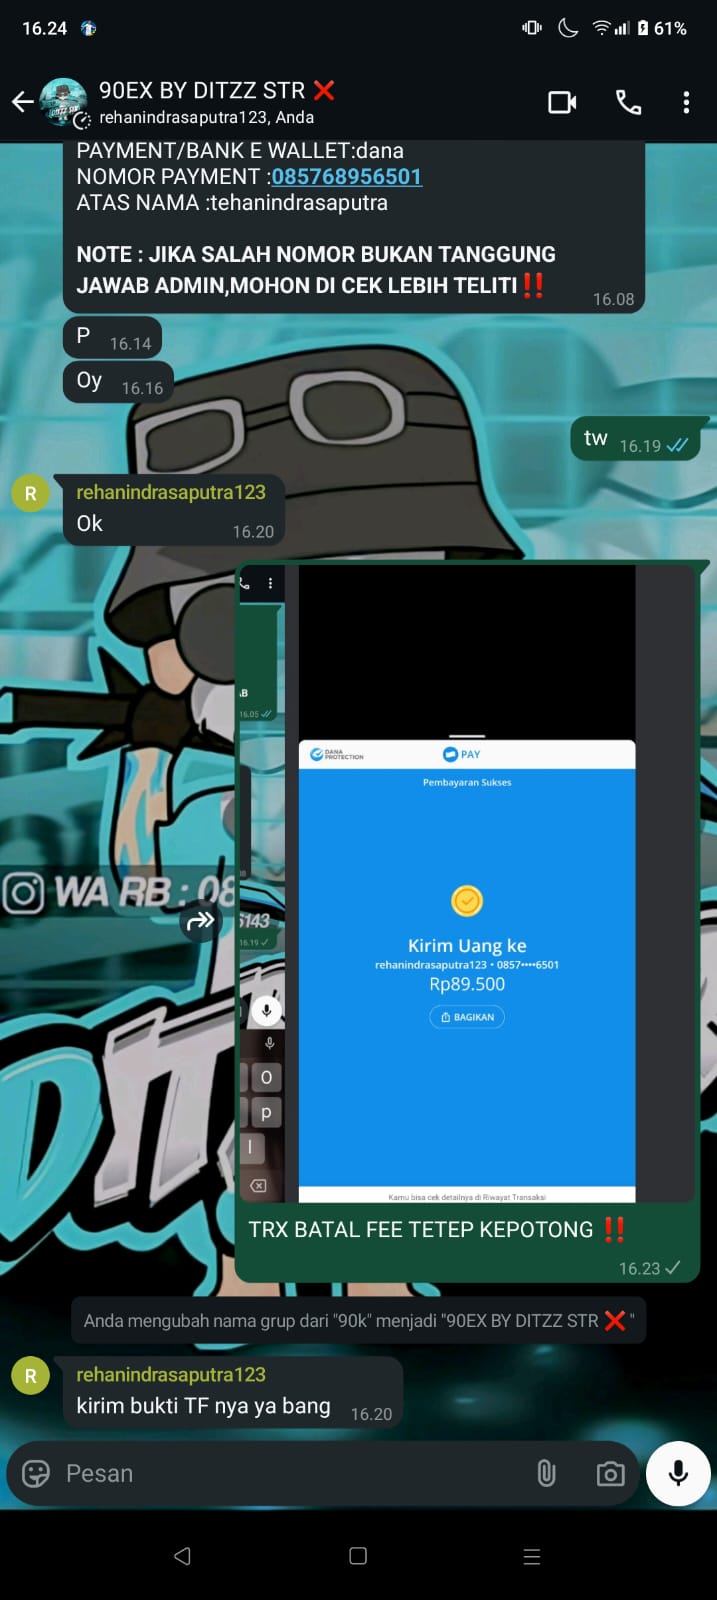 16.24
61%
90EX BY DITZZ STR ❌
rehanindrasaputra123, Anda
PAYMENT/BANK E WALLET:dana
NOMOR PAYMENT :085768956501
ATAS NAMA :tehanindrasaputra
NOTE : JIKA SALAH NOMOR BUKAN TANGGUNG
JAWAB ADMIN,MOHON DI CEK LEBIH TELITI‼️
16.08
P 16.14
Oy 16.16
tw 16.19
R
rehanindrasaputra123
Ok
16.20
AB
16.05
DANA
PROTECTION
PAY
Pembayaran Sukses
Kirim Uang ke
rehanindrasaputra123 • 0857••••6501
Rp89.500
BAGIKAN
WA RB : 08
5143
16.19
O
p
l
Kamu bisa cek detailnya di Riwayat Transaksi
TRX BATAL FEE TETEP KEPOTONG ‼️
16.23
Anda mengubah nama grup dari "90k" menjadi "90EX BY DITZZ STR ❌"
R
rehanindrasaputra123
kirim bukti TF nya ya bang 16.20
Pesan